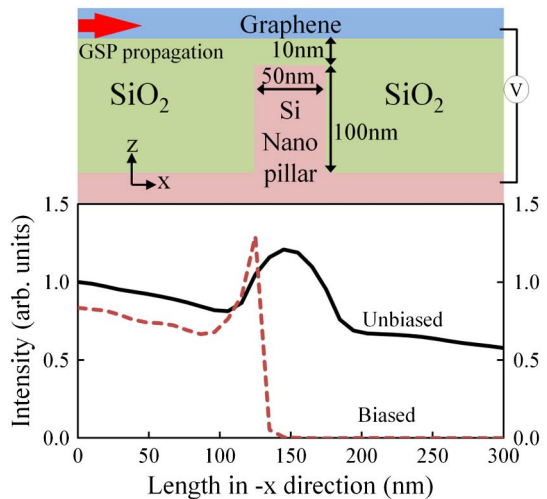 Graphene
GSP propagation
10nm
50nm
SiO2
Si
Nano
pillar
SiO2
100nm
V
Z
X
Intensity (arb. units)
1.5
1.0
0.5
0.0
1.5
1.0
0.5
0.0
Unbiased
Biased
0 50 100 150 200 250 300
Length in -x direction (nm)